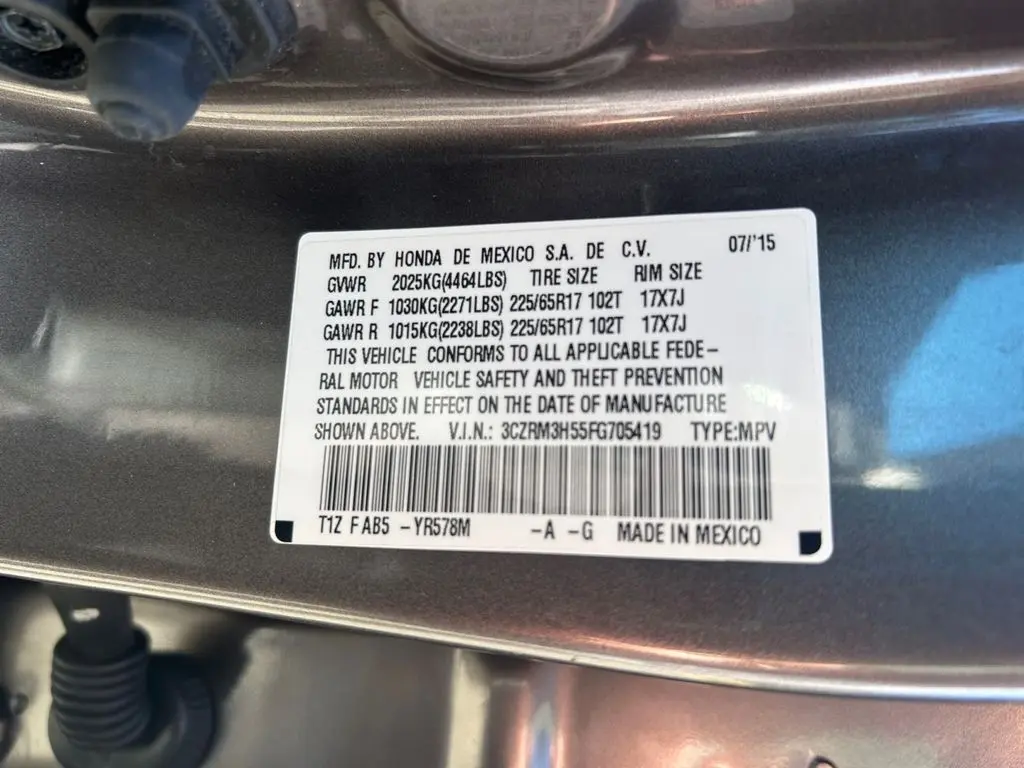 MFD. BY HONDA DE MEXICO S.A. DE C.V. 07/'15
GVWR 2025KG(4464LBS) TIRE SIZE RIM SIZE
GAWR F 1030KG(2271LBS) 225/65R17 102T 17X7J
GAWR R 1015KG(2238LBS) 225/65R17 102T 17X7J
THIS VEHICLE CONFORMS TO ALL APPLICABLE FEDE-
RAL MOTOR VEHICLE SAFETY AND THEFT PREVENTION
STANDARDS IN EFFECT ON THE DATE OF MANUFACTURE
SHOWN ABOVE. V.I.N.: 3CZRM3H55FG705419 TYPE:MPV
T1Z FAB5 -YR578M -A -G MADE IN MEXICO